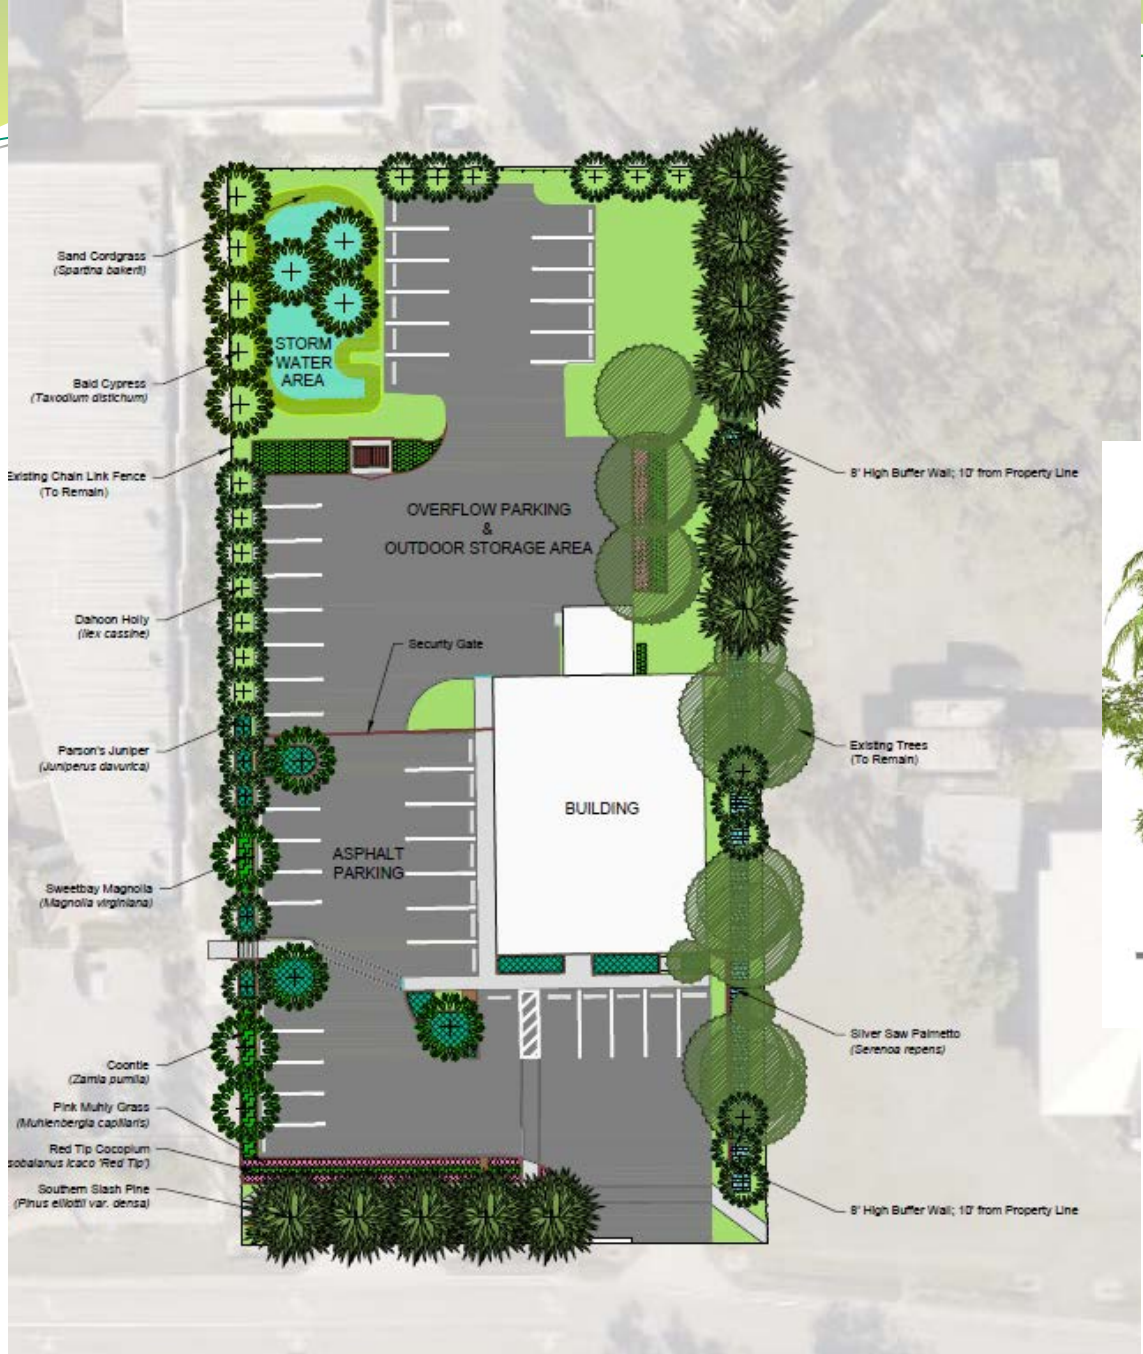 Sand Cordgrass
(Spartina bakerii)
STORM
WATER
AREA
Bald Cypress
(Taxodium distichum)
Existing Chain Link Fence
(To Remain)
8' High Buffer Wall; 10' from Property Line
OVERFLOW PARKING
&
OUTDOOR STORAGE AREA
Dahoon Holly
(Ilex cassine)
Security Gate
Parson's Juniper
(Juniperus davurica)
Existing Trees
(To Remain)
BUILDING
ASPHALT
PARKING
Sweetbay Magnolia
(Magnolia virginiana)
Silver Saw Palmetto
(Serenoa repens)
Coontie
(Zamia pumila)
Pink Muhly Grass
(Muhlenbergia capillaris)
Red Tip Cocoplum
sobalanus icaco 'Red Tip')
Southern Slash Pine
(Pinus elliottii var. densa)
8' High Buffer Wall; 10' from Property Line